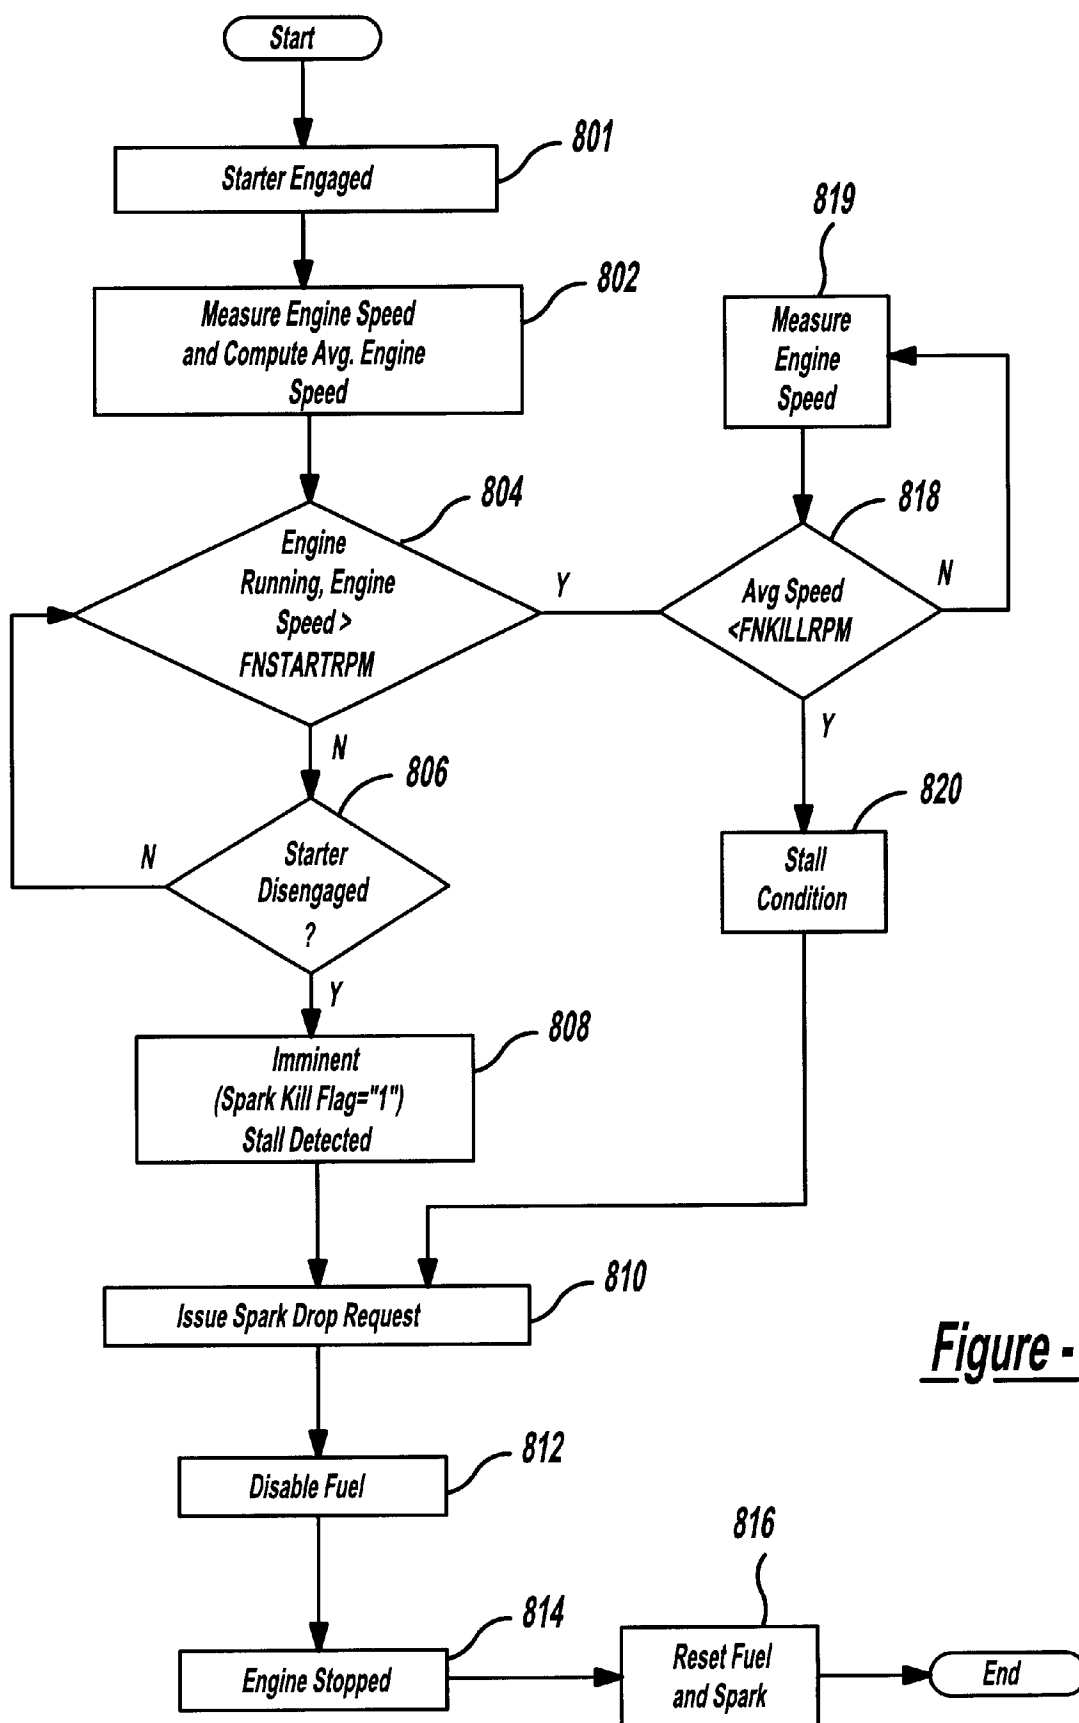 Start
801
Starter Engaged
802
Measure Engine Speed
and Compute Avg. Engine
Speed
819
Measure
Engine
Speed
804
Engine
Running, Engine
Speed >
FNSTARTRPM
Y
N
818
Avg Speed
<FNKILLRPM
N
Y
806
Starter
Disengaged
?
N
Y
820
Stall
Condition
808
Imminent
(Spark Kill Flag="1")
Stall Detected
810
Issue Spark Drop Request
Figure -
812
Disable Fuel
814
Engine Stopped
816
Reset Fuel
and Spark
End